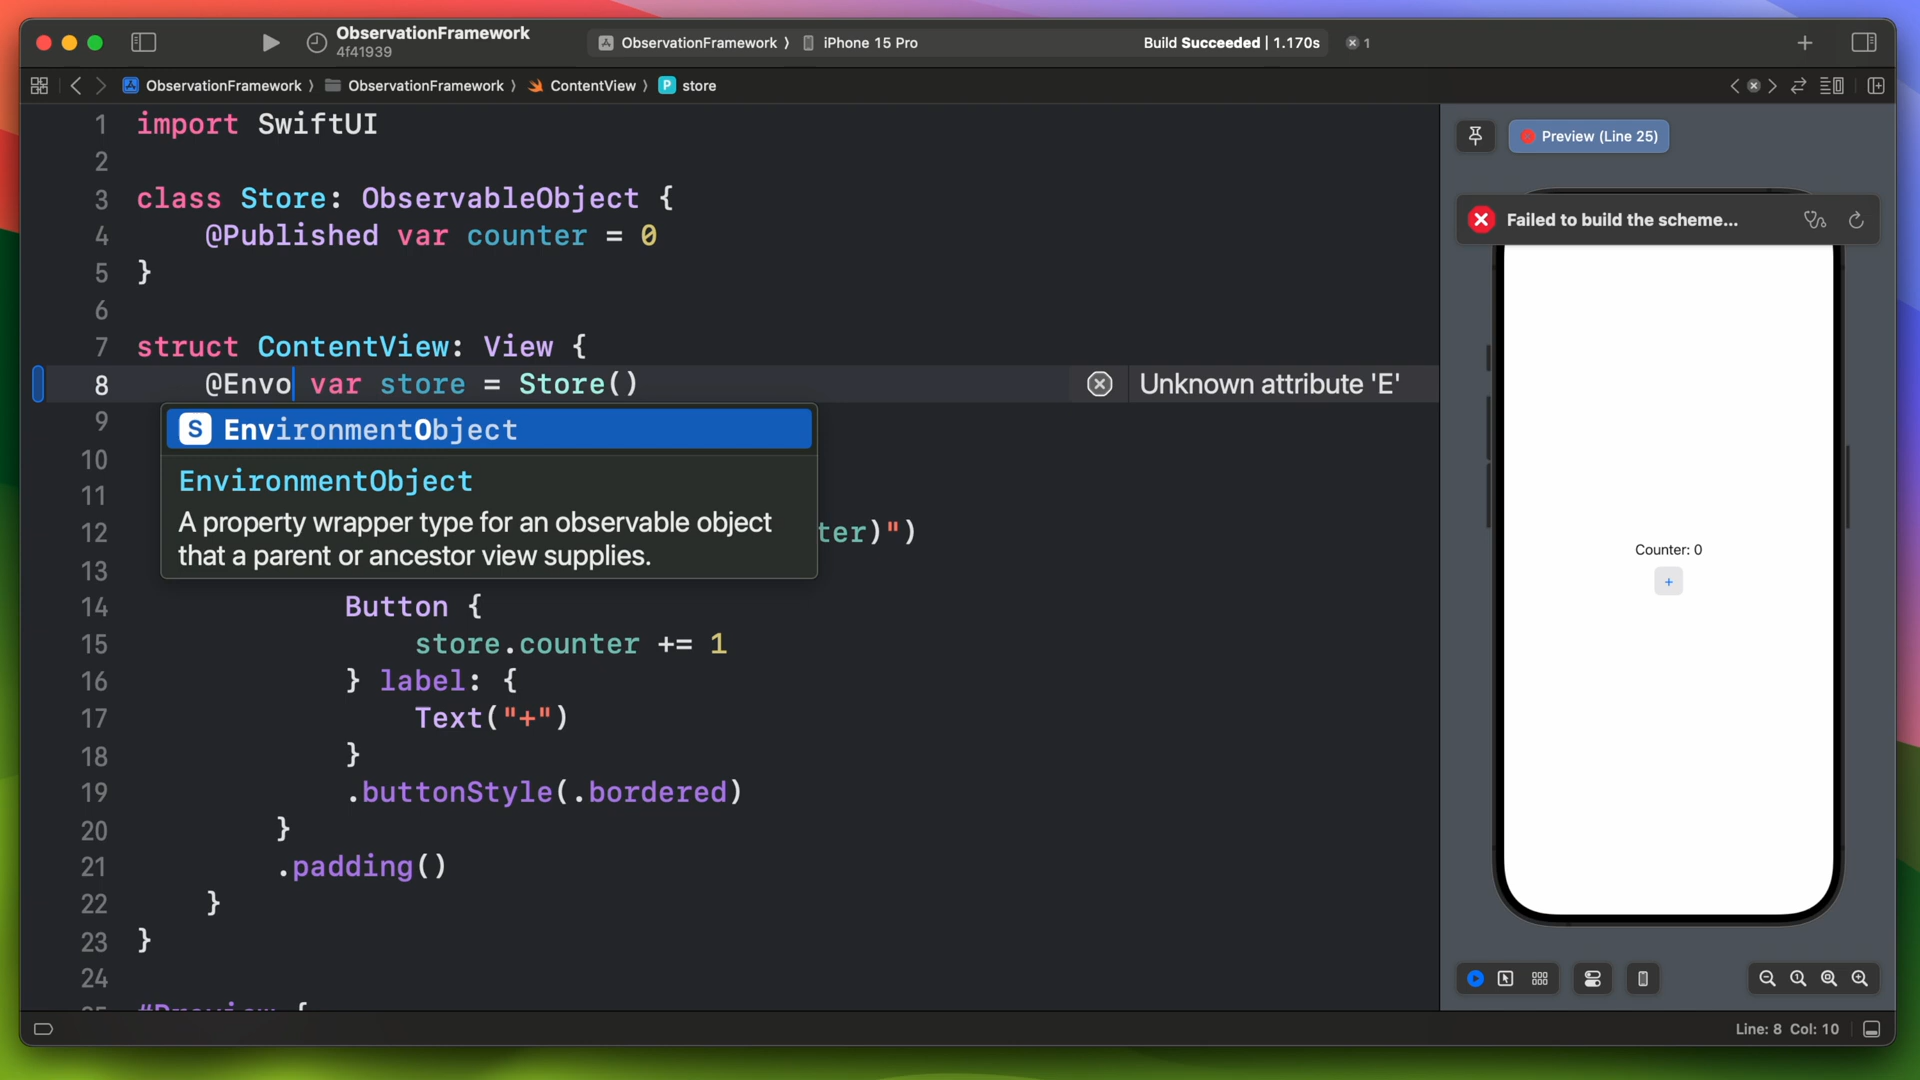 ObservationFramework
4f41939
ObservationFramework ⟩ iPhone 15 Pro
Build Succeeded | 1.170s
1
ObservationFramework ⟩ ObservationFramework ⟩ ContentView ⟩ P store
1 import SwiftUI
2
3 class Store: ObservableObject {
4 @Published var counter = 0
5 }
6
7 struct ContentView: View {
8 @Envo var store = Store()
Unknown attribute 'E'
9
S EnvironmentObject
10
EnvironmentObject
11
A property wrapper type for an observable object
12 ter)")
that a parent or ancestor view supplies.
13
14 Button {
15 store.counter += 1
16 } label: {
17 Text("+")
18 }
19 .buttonStyle(.bordered)
20 }
21 .padding()
22 }
23 }
24
25 #Preview {
Preview (Line 25)
Failed to build the scheme...
Counter: 0
+
Line: 8 Col: 10